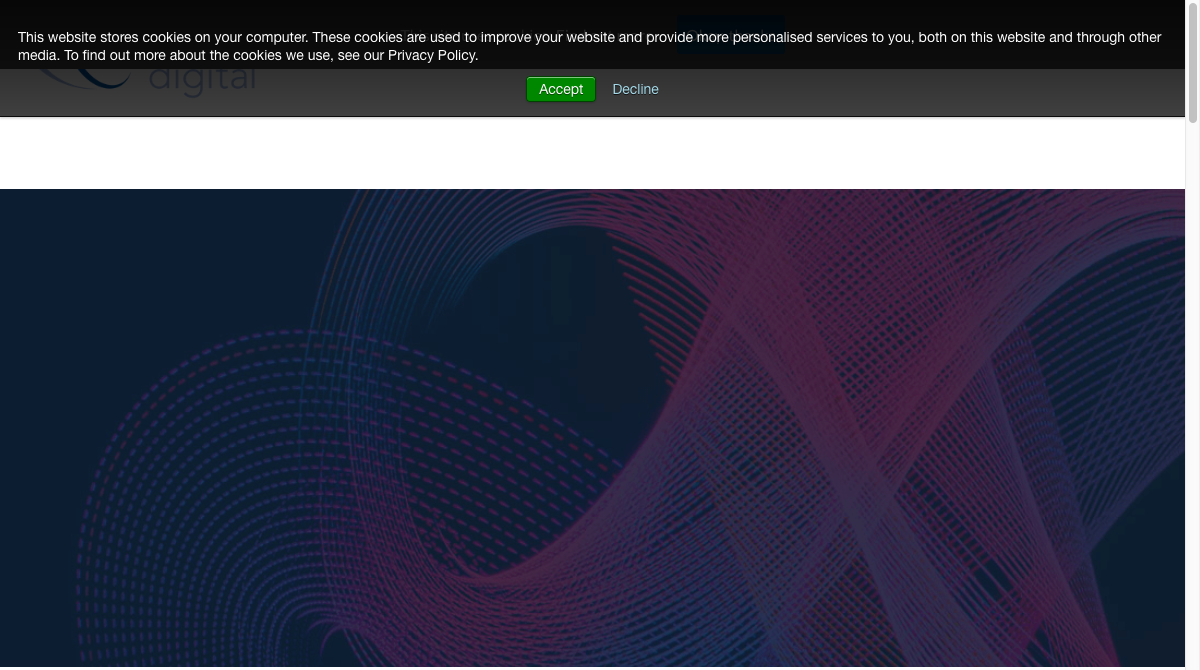 This website stores cookies on your computer. These cookies are used to improve your website and provide more personalised services to you, both on this website and through other
media. To find out more about the cookies we use, see our Privacy Policy.
digital
Accept
Decline